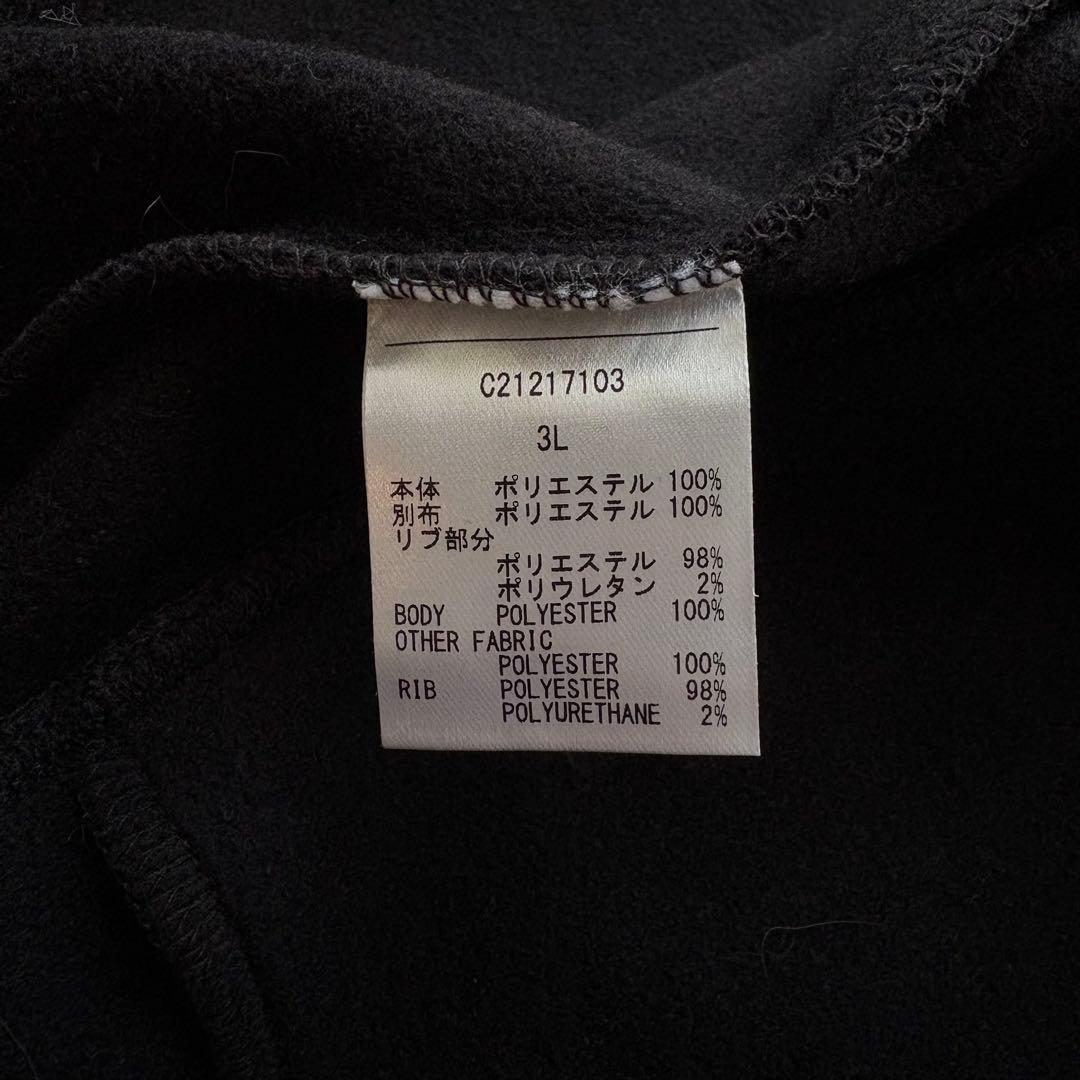 C21217103
3L
本体 ポリエステル 100%
別布 ポリエステル 100%
リブ部分
ポリエステル 98%
ポリウレタン 2%
BODY POLYESTER 100%
OTHER FABRIC
POLYESTER 100%
RIB POLYESTER 98%
POLYURETHANE 2%